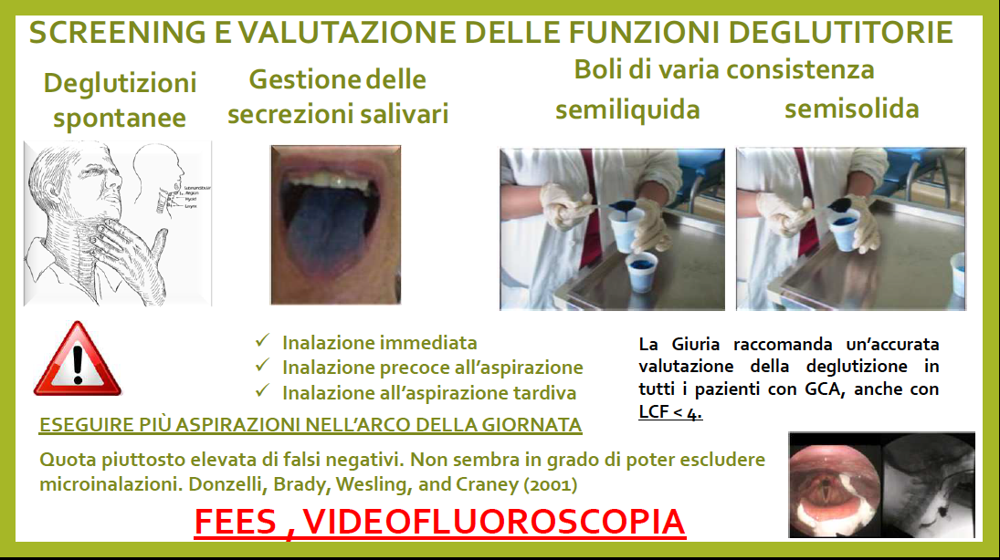 SCREENING E VALUTAZIONE DELLE FUNZIONI DEGLUTITORIE
Deglutizioni
spontanee
Gestione delle
secrezioni salivari
Boli di varia consistenza
semiliquida
semisolida
Region
Hyoid
Larynx
✓ Inalazione immediata
✓ Inalazione precoce all’aspirazione
✓ Inalazione all’aspirazione tardiva
La Giuria raccomanda un’accurata
valutazione della deglutizione in
tutti i pazienti con GCA, anche con
LCF < 4.
ESEGUIRE PIÙ ASPIRAZIONI NELL’ARCO DELLA GIORNATA
Quota piuttosto elevata di falsi negativi. Non sembra in grado di poter escludere
microinalazioni. Donzelli, Brady, Wesling, and Craney (2001)
FEES , VIDEOFLUOROSCOPIA